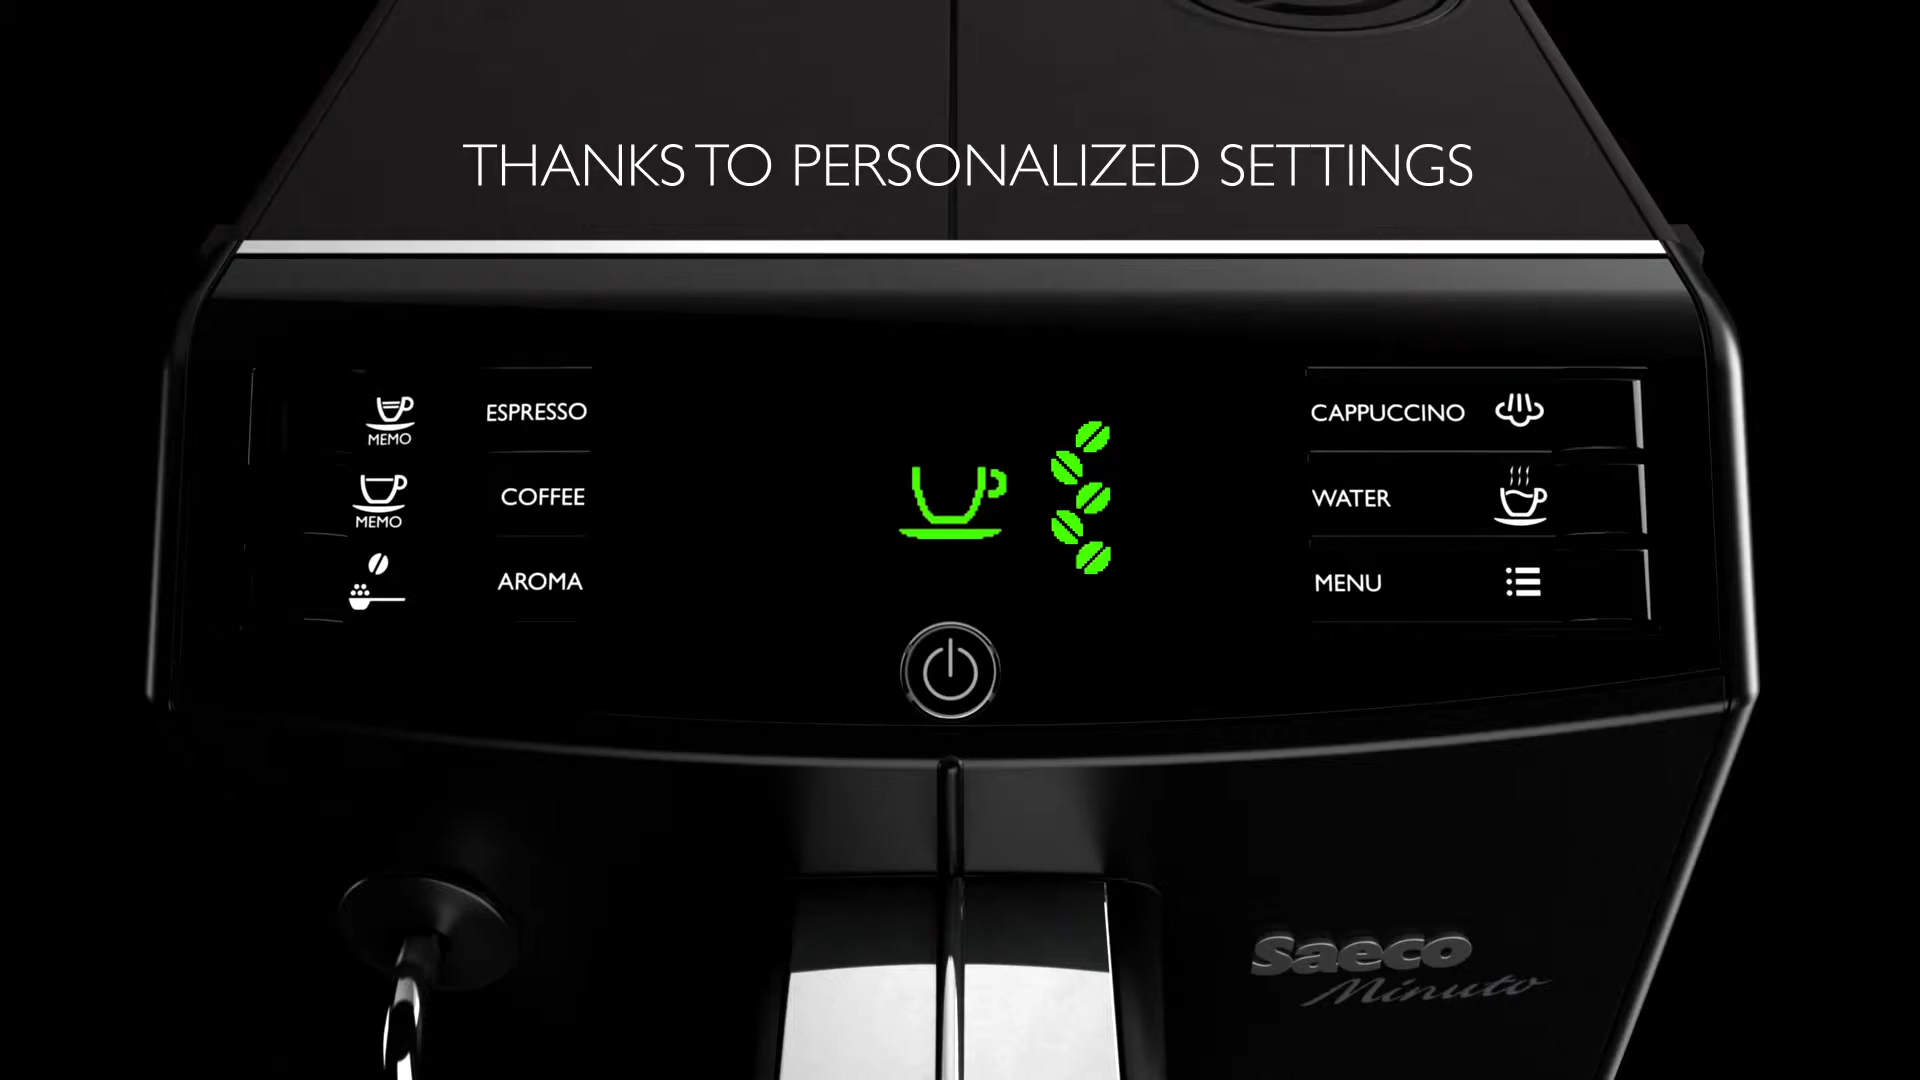 THANKS TO PERSONALIZED SETTINGS
MEMO
ESPRESSO
CAPPUCCINO
MEMO
COFFEE
WATER
AROMA
MENU
Saeco
Minuto